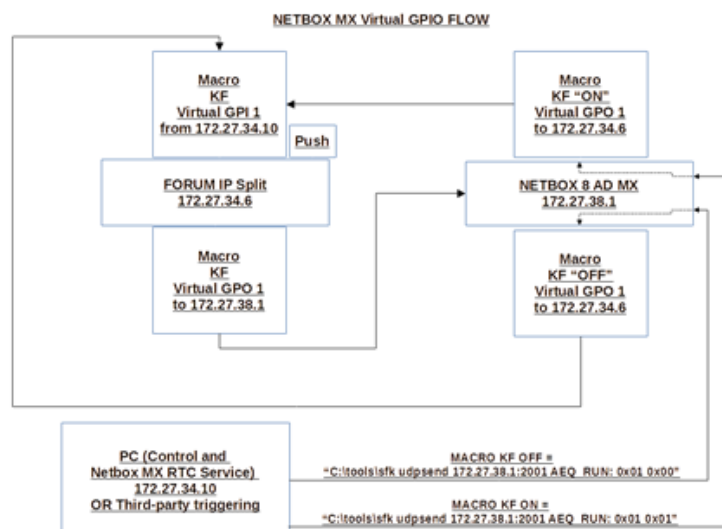 NETBOX MX Virtual GPIO FLOW
Macro
KF
Virtual GPI 1
from 172.27.34.10
Push
FORUM IP Split
172.27.34.6
Macro
KF
Virtual GPO 1
to 172.27.38.1
Macro
KF “ON”
Virtual GPO 1
to 172.27.34.6
NETBOX 8 AD MX
172.27.38.1
Macro
KF “OFF”
Virtual GPO 1
to 172.27.34.6
PC (Control and
Netbox MX RTC Service)
172.27.34.10
OR Third-party triggering
MACRO KF OFF =
“C:\tools\sfk udpsend 172.27.38.1:2001 AEQ_RUN: 0x01 0x00”
MACRO KF ON =
“C:\tools\sfk udpsend 172.27.38.1:2001 AEQ_RUN: 0x01 0x01”